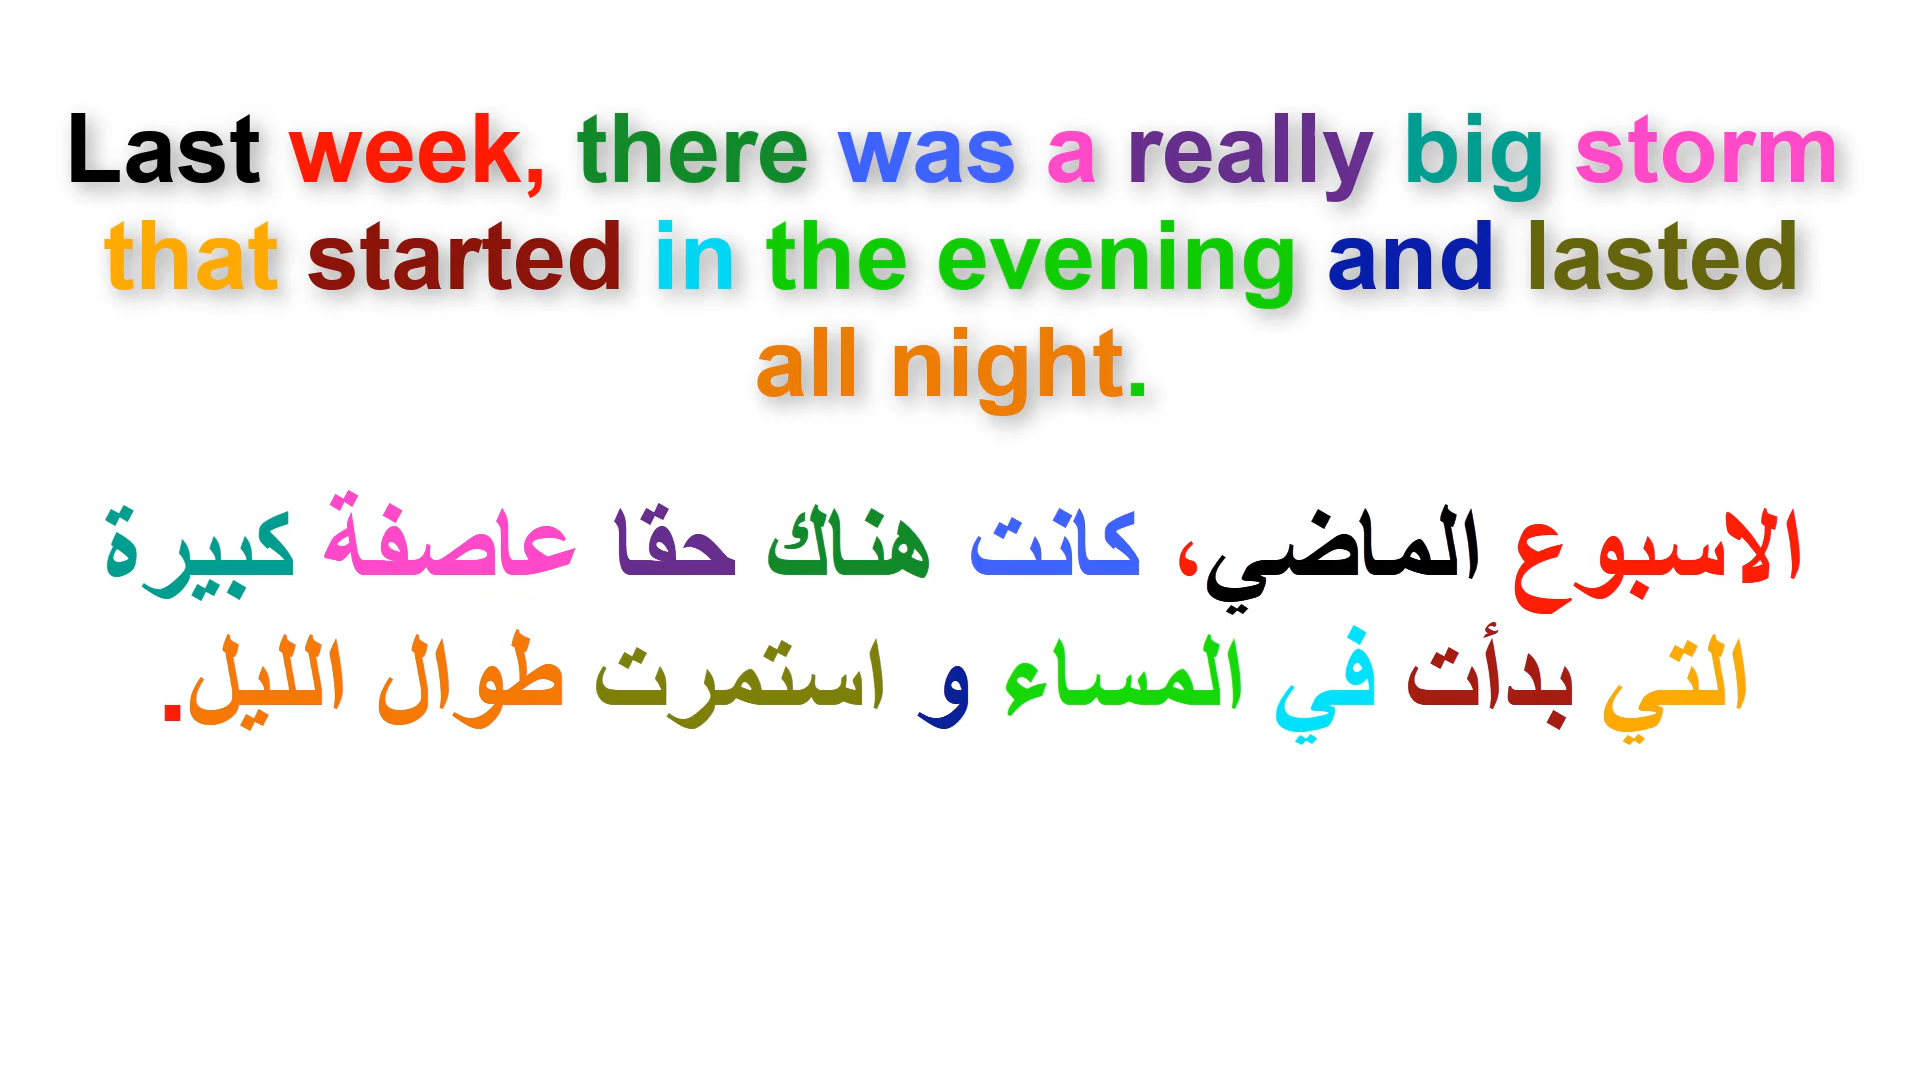 Last week, there was a really big storm
that started in the evening and lasted
all night.
الاسبوع الماضي، كانت هناك حقا عاصفة كبيرة
التي بدأت في المساء و استمرت طوال الليل.